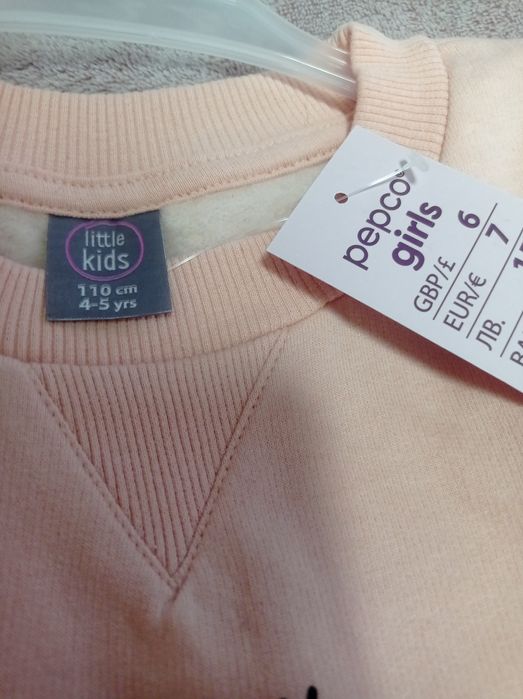 little
kids
110 cm
4-5 yrs
pepco®
girls
GBP/£ 6
EUR/€ 7
ЛВ.